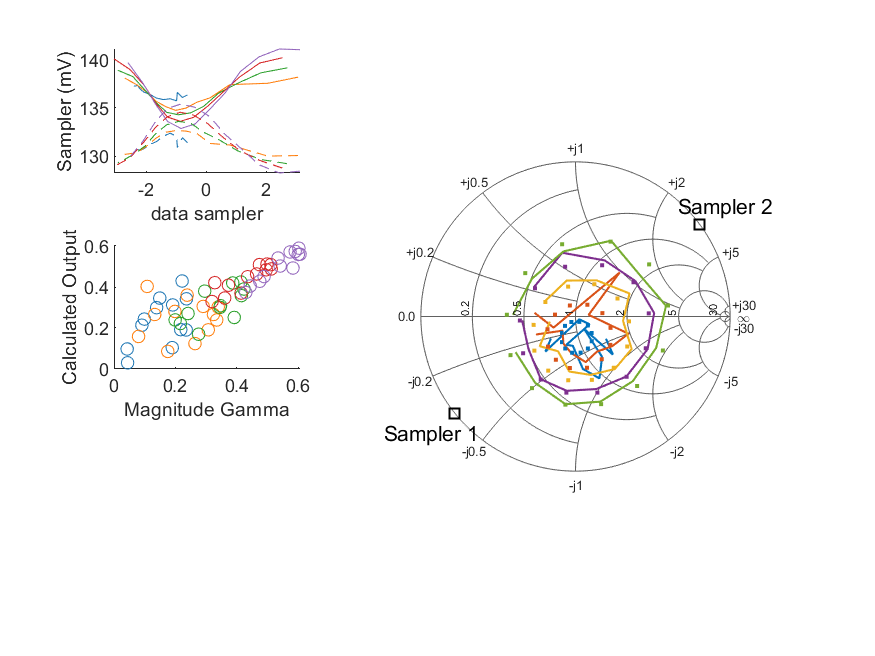 140
135
130
Sampler (mV)
-2 0 2
data sampler
0.6
0.4
0.2
0
Calculated Output
0 0.2 0.4 0.6
Magnitude Gamma
+j1
+j0.5 +j2
Sampler 2
+j0.2 +j5
0.0 0.2 0.5 1 2 5 30 ∞
+j30
-j30
-j0.2 -j5
Sampler 1
-j0.5 -j2
-j1